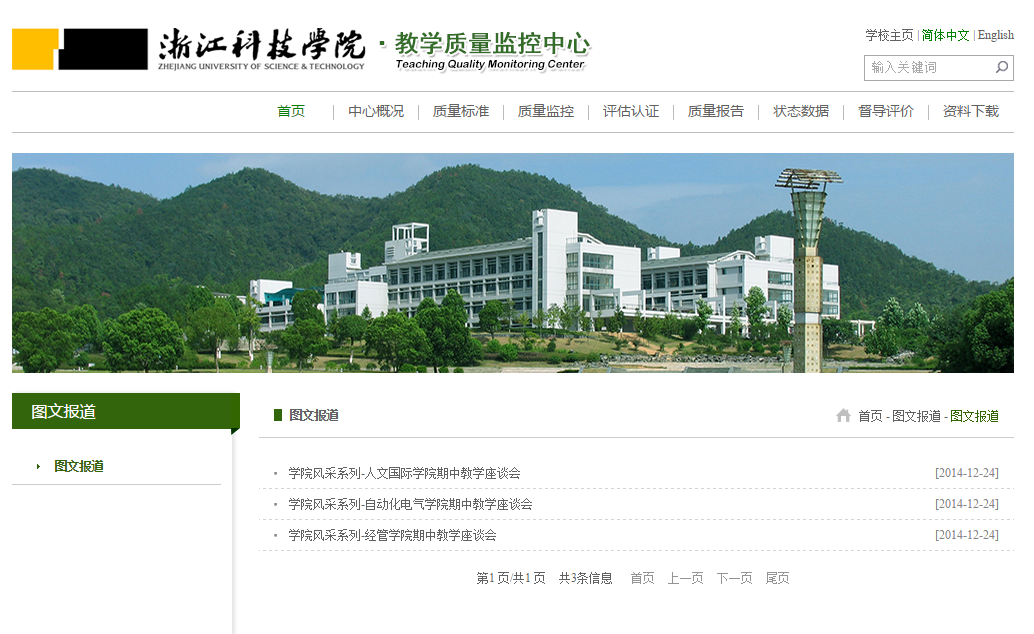 浙江科技学院
ZHEJIANG UNIVERSITY OF SCIENCE & TECHNOLOGY
· 教学质量监控中心
Teaching Quality Monitoring Center
学校主页 | 简体中文 | English
输入关键词
首页 | 中心概况 | 质量标准 | 质量监控 | 评估认证 | 质量报告 | 状态数据 | 督导评价 | 资料下载
图文报道
图文报道
图文报道
首页 - 图文报道 - 图文报道
学院风采系列-人文国际学院期中教学座谈会 [2014-12-24]
学院风采系列-自动化电气学院期中教学座谈会 [2014-12-24]
学院风采系列-经管学院期中教学座谈会 [2014-12-24]
第1页/共1页 共3条信息 首页 上一页 下一页 尾页